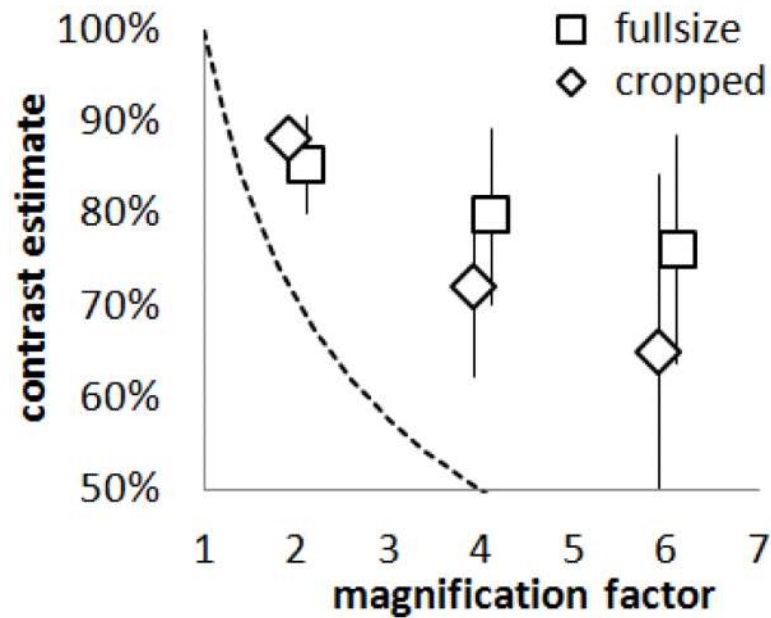 100%
90%
80%
70%
60%
50%
contrast estimate
fullsize
cropped
1 2 3 4 5 6 7
magnification factor